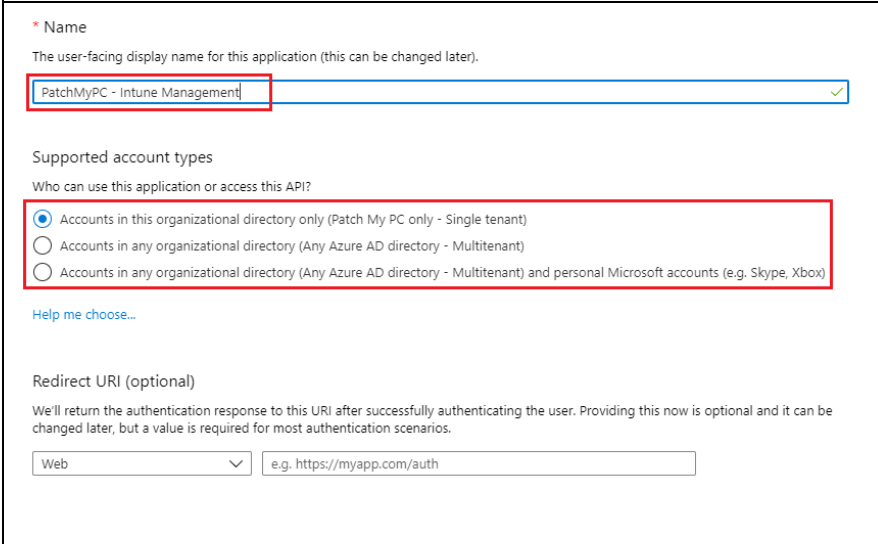 * Name
The user-facing display name for this application (this can be changed later).
PatchMyPC - Intune Management
Supported account types
Who can use this application or access this API?
Accounts in this organizational directory only (Patch My PC only - Single tenant)
Accounts in any organizational directory (Any Azure AD directory - Multitenant)
Accounts in any organizational directory (Any Azure AD directory - Multitenant) and personal Microsoft accounts (e.g. Skype, Xbox)
Help me choose...
Redirect URI (optional)
We'll return the authentication response to this URI after successfully authenticating the user. Providing this now is optional and it can be
changed later, but a value is required for most authentication scenarios.
Web
e.g. https://myapp.com/auth